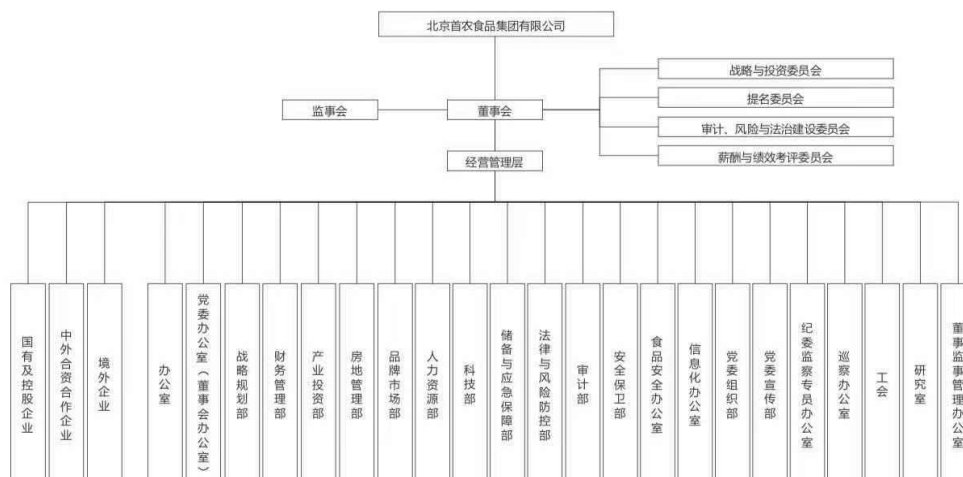 北京首农食品集团有限公司
战略与投资委员会
提名委员会
监事会
董事会
审计、风险与法治建设委员会
薪酬与绩效考评委员会
经营管理层
国有及控股企业
中外合资合作企业
境外企业
办公室
党委办公室（董事会办公室）
战略规划部
财务管理部
产业投资部
房地管理部
品牌市场部
人力资源部
科技部
储备与应急保障部
法律与风险防控部
审计部
安全保卫部
食品安全办公室
信息化办公室
党委组织部
党委宣传部
纪委监察专员办公室
巡察办公室
工会
研究室
董事监事管理办公室